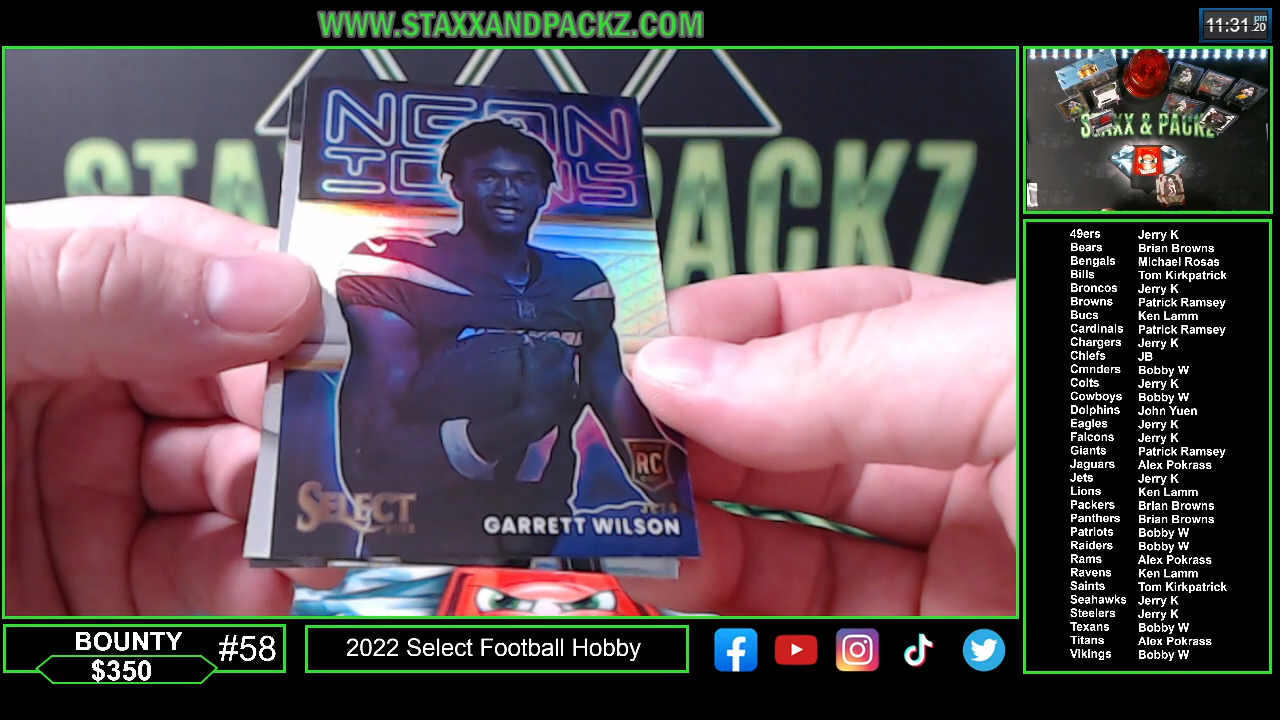 WWW.STAXXANDPACKZ.COM
11:31 pm 20
NEON
ICONS
RC
JETS
SELECT
GARRETT WILSON
STAXX & PACKZ
49ers Jerry K
Bears Brian Browns
Bengals Michael Rosas
Bills Tom Kirkpatrick
Broncos Jerry K
Browns Patrick Ramsey
Bucs Ken Lamm
Cardinals Patrick Ramsey
Chargers Jerry K
Chiefs JB
Cmnders Bobby W
Colts Jerry K
Cowboys Bobby W
Dolphins John Yuen
Eagles Jerry K
Falcons Jerry K
Giants Patrick Ramsey
Jaguars Alex Pokrass
Jets Jerry K
Lions Ken Lamm
Packers Brian Browns
Panthers Brian Browns
Patriots Bobby W
Raiders Bobby W
Rams Alex Pokrass
Ravens Ken Lamm
Saints Tom Kirkpatrick
Seahawks Jerry K
Steelers Jerry K
Texans Bobby W
Titans Alex Pokrass
Vikings Bobby W
BOUNTY
$350
#58
2022 Select Football Hobby